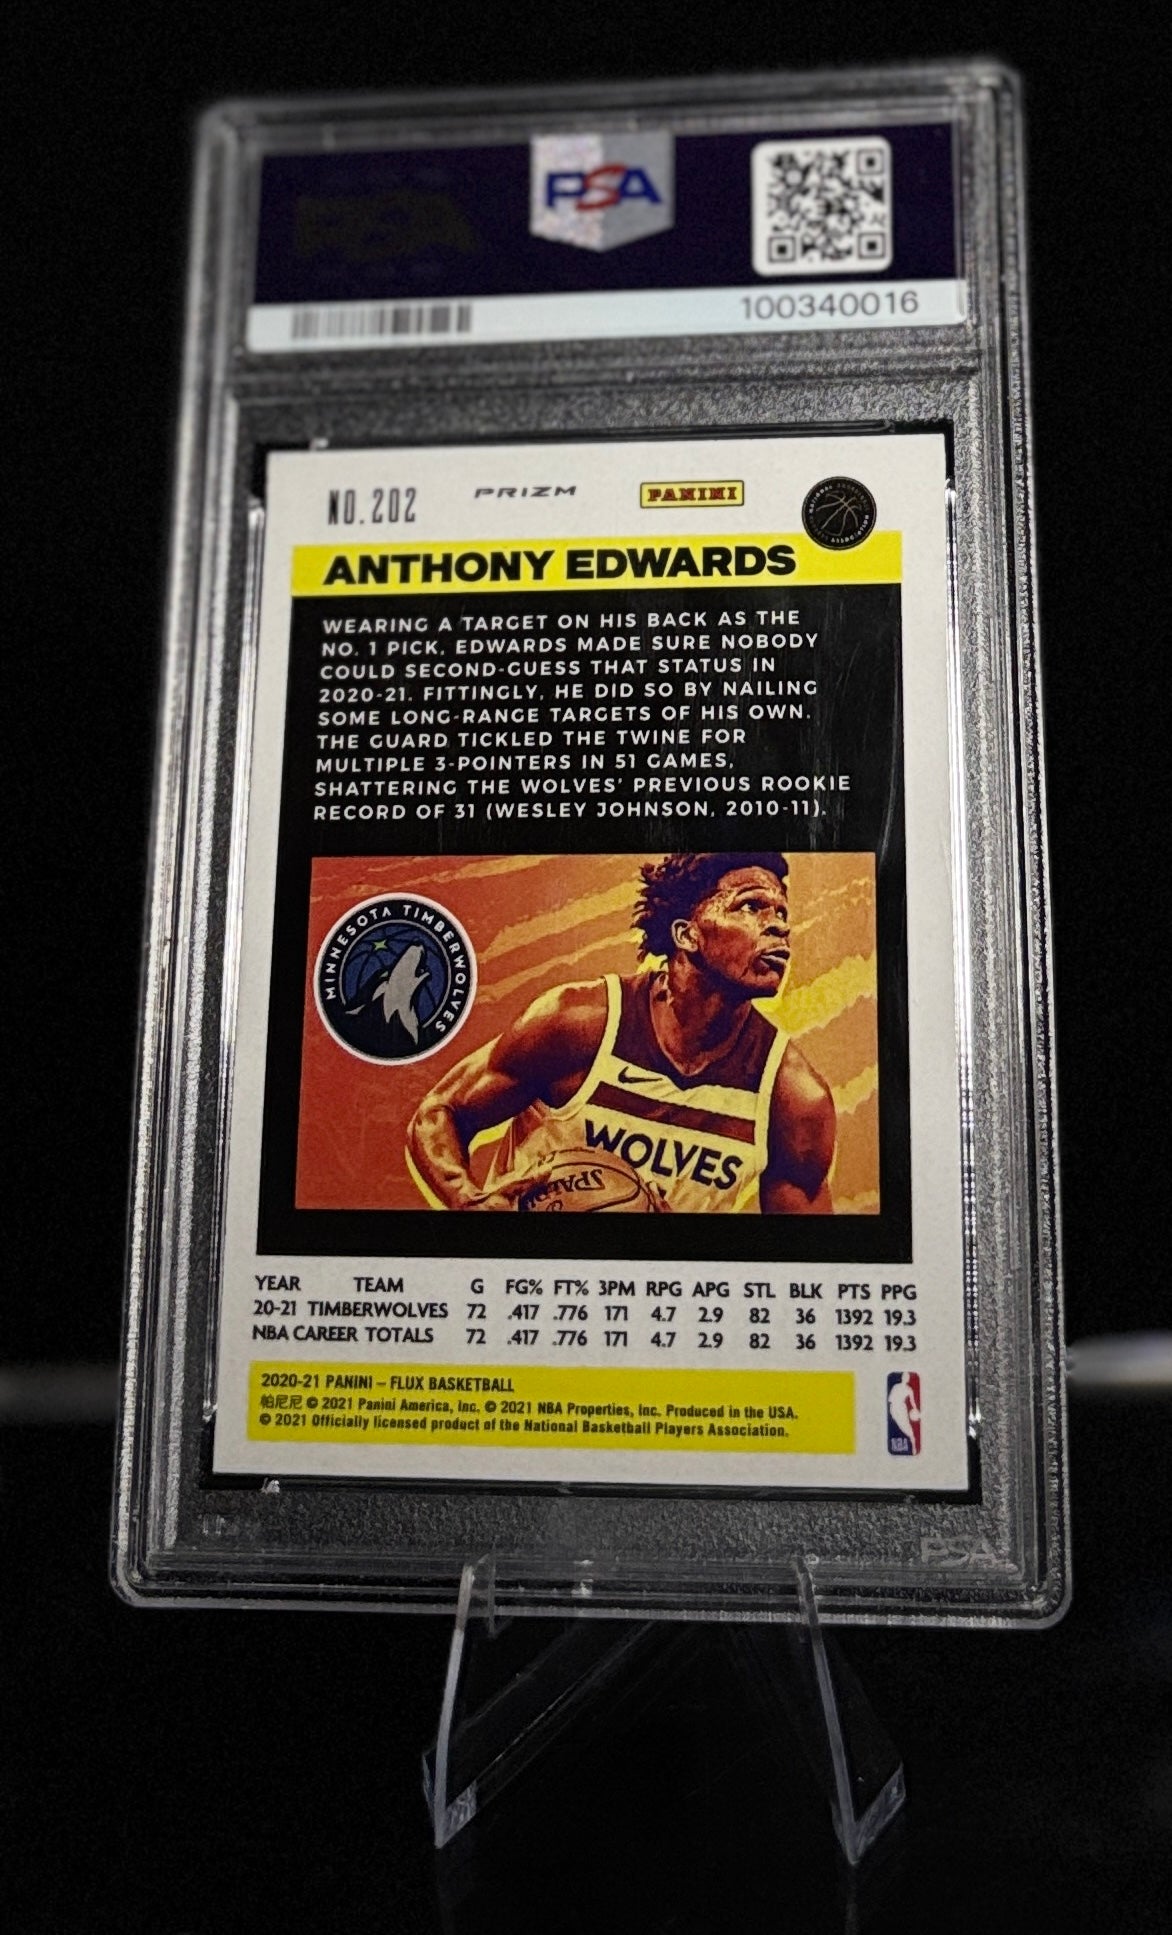 PSA
100340016
NO.202 PRIZM PANINI
ANTHONY EDWARDS
WEARING A TARGET ON HIS BACK AS THE
NO. 1 PICK, EDWARDS MADE SURE NOBODY
COULD SECOND-GUESS THAT STATUS IN
2020-21. FITTINGLY, HE DID SO BY NAILING
SOME LONG-RANGE TARGETS OF HIS OWN.
THE GUARD TICKLED THE TWINE FOR
MULTIPLE 3-POINTERS IN 51 GAMES,
SHATTERING THE WOLVES' PREVIOUS ROOKIE
RECORD OF 31 (WESLEY JOHNSON, 2010-11).
MINNESOTA TIMBERWOLVES
WOLVES
SPALDING
YEAR TEAM G FG% FT% 3PM RPG APG STL BLK PTS PPG
20-21 TIMBERWOLVES 72 .417 .776 171 4.7 2.9 82 36 1392 19.3
NBA CAREER TOTALS 72 .417 .776 171 4.7 2.9 82 36 1392 19.3
2020-21 PANINI – FLUX BASKETBALL
帕尼尼 © 2021 Panini America, Inc. © 2021 NBA Properties, Inc. Produced in the USA.
© 2021 Officially licensed product of the National Basketball Players Association.
NBA
PSA